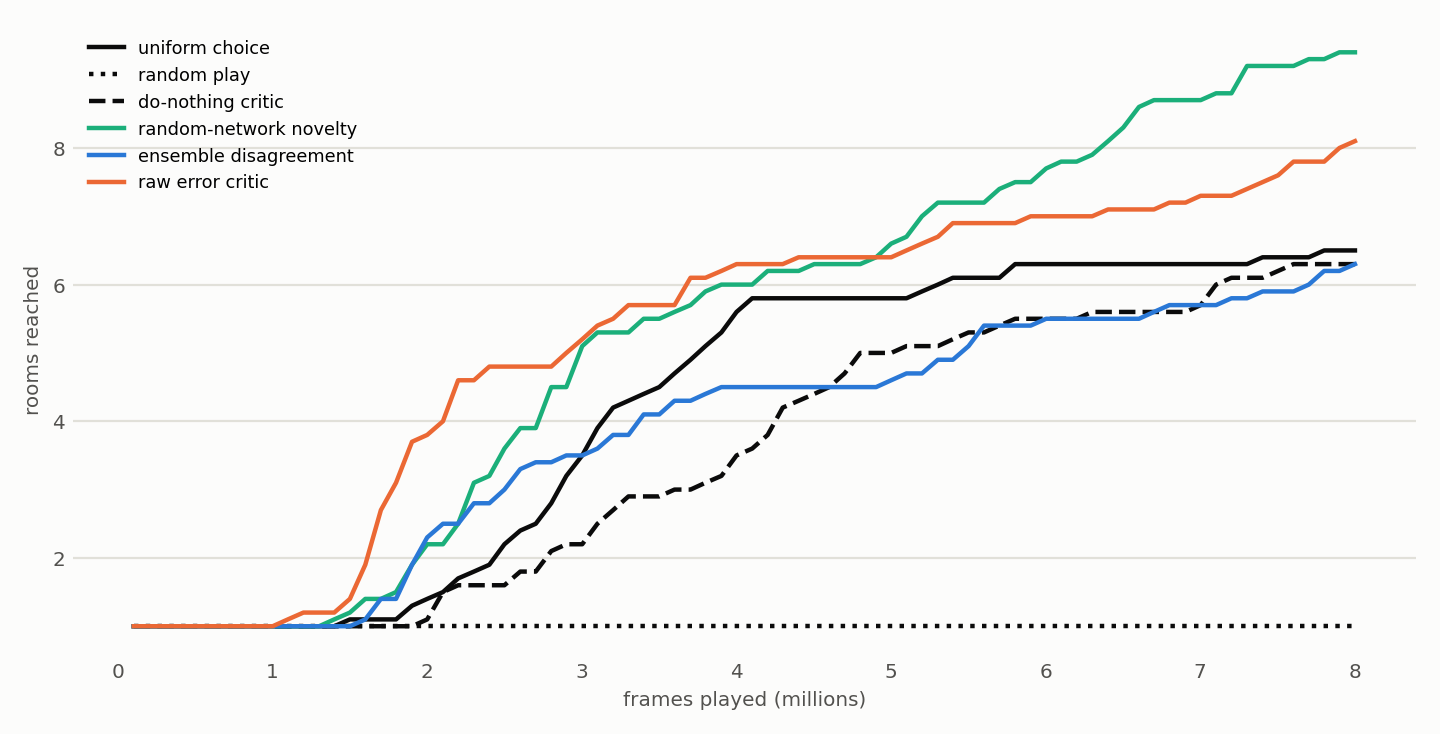 uniform choice
random play
do-nothing critic
random-network novelty
ensemble disagreement
raw error critic
rooms reached
8
6
4
2
0 1 2 3 4 5 6 7 8
frames played (millions)